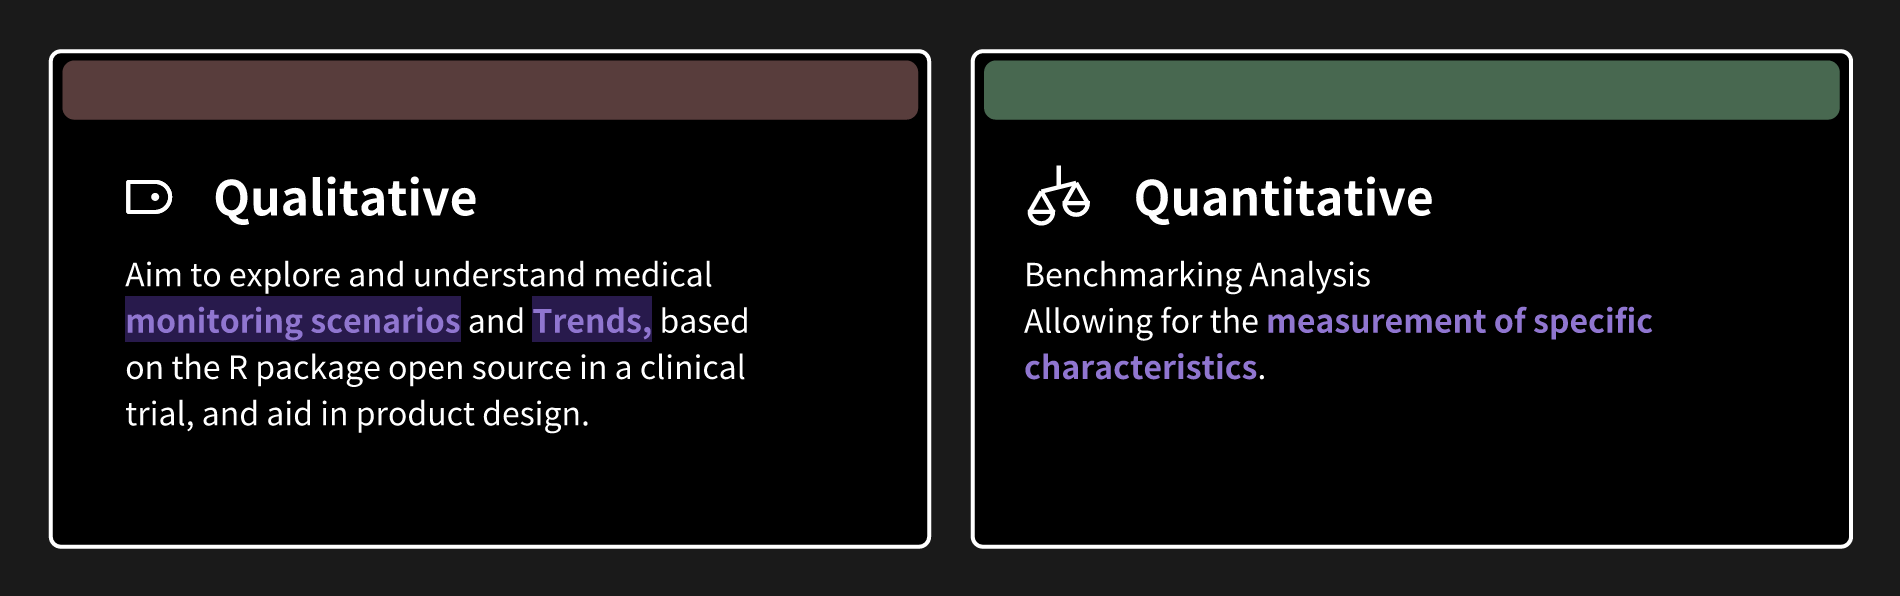 Qualitative
Aim to explore and understand medical
monitoring scenarios and Trends, based
on the R package open source in a clinical
trial, and aid in product design.
Quantitative
Benchmarking Analysis
Allowing for the measurement of specific
characteristics.